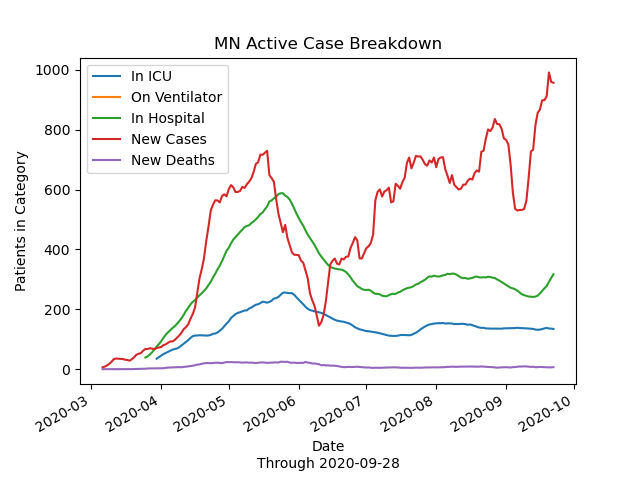 MN Active Case Breakdown
In ICU
On Ventilator
In Hospital
New Cases
New Deaths
Patients in Category
1000
800
600
400
200
0
2020-03
2020-04
2020-05
2020-06
2020-07
2020-08
2020-09
2020-10
Date
Through 2020-09-28